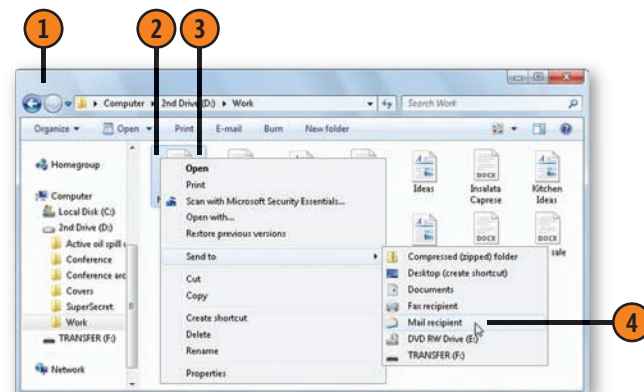 1
2
3
4
Computer ▸ 2nd Drive (D:) ▸ Work
Search Work
Organize
Open
Print
E-mail
Burn
New folder
Homegroup
Computer
Local Disk (C:)
2nd Drive (D:)
Active oil spill
Conference
Conference arc
Covers
SuperSecret
Work
TRANSFER (F:)
Network
Open
Print
Scan with Microsoft Security Essentials...
Open with...
Restore previous versions
Send to
Cut
Copy
Create shortcut
Delete
Rename
Properties
DOCX
Ideas
Insalata
Caprese
Kitchen
Ideas
DOCX
DOCX
sale
Compressed (zipped) folder
Desktop (create shortcut)
Documents
Fax recipient
Mail recipient
DVD RW Drive (E:)
TRANSFER (F:)